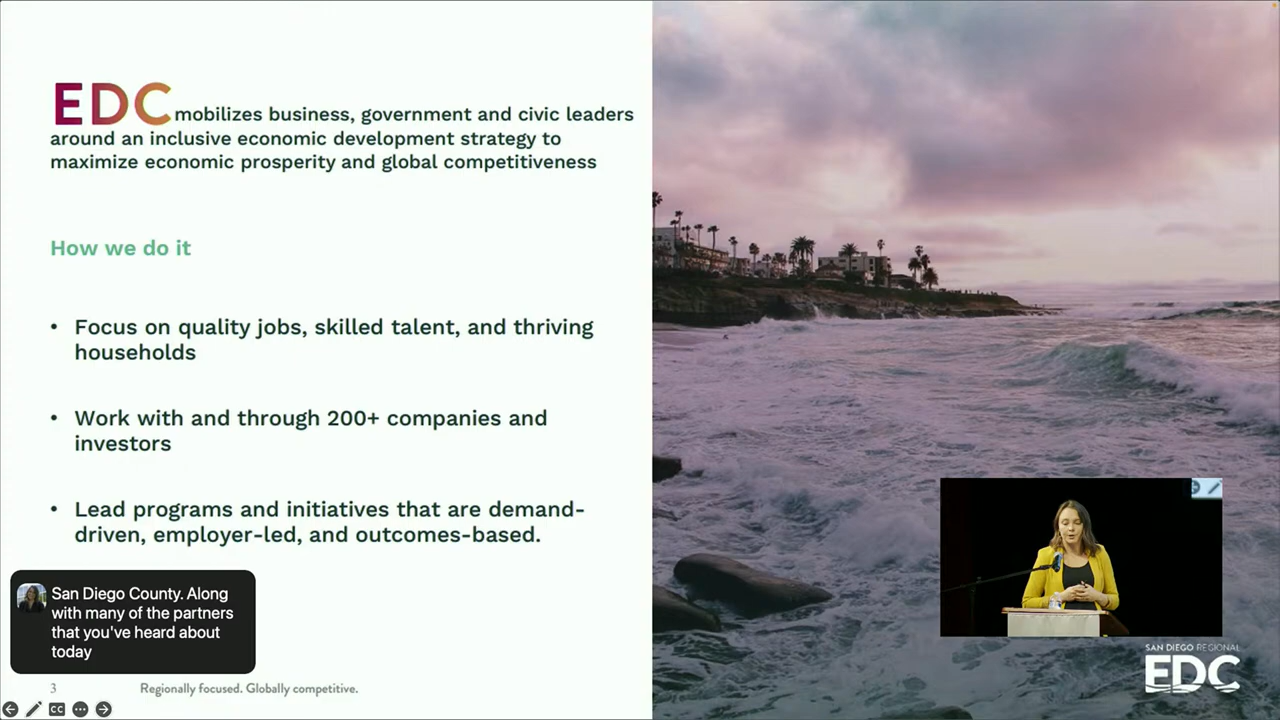 EDC mobilizes business, government and civic leaders
around an inclusive economic development strategy to
maximize economic prosperity and global competitiveness
How we do it
• Focus on quality jobs, skilled talent, and thriving
households
• Work with and through 200+ companies and
investors
• Lead programs and initiatives that are demand-
driven, employer-led, and outcomes-based.
San Diego County. Along
with many of the partners
that you've heard about
today
3 Regionally focused. Globally competitive.
CC
SAN DIEGO REGIONAL
EDC